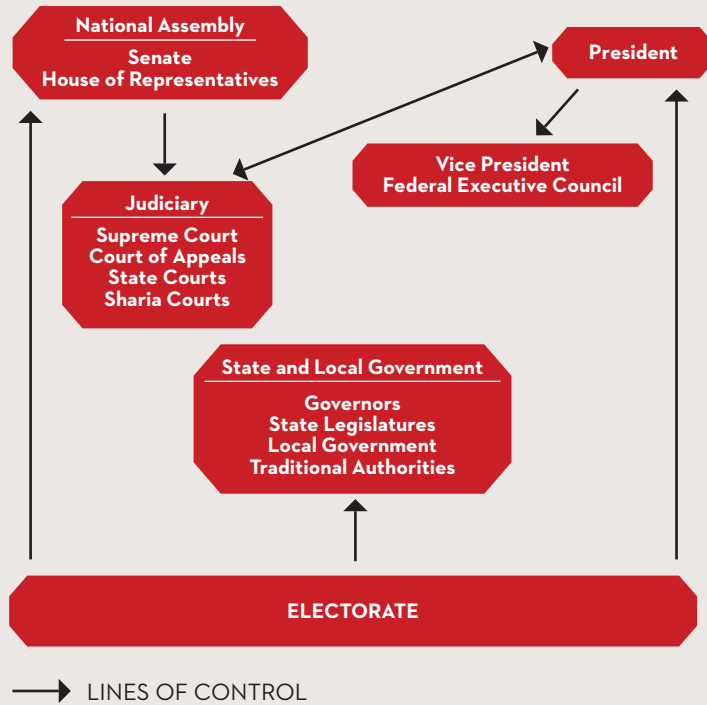 National Assembly
Senate
House of Representatives
President
Vice President
Federal Executive Council
Judiciary
Supreme Court
Court of Appeals
State Courts
Sharia Courts
State and Local Government
Governors
State Legislatures
Local Government
Traditional Authorities
ELECTORATE
LINES OF CONTROL